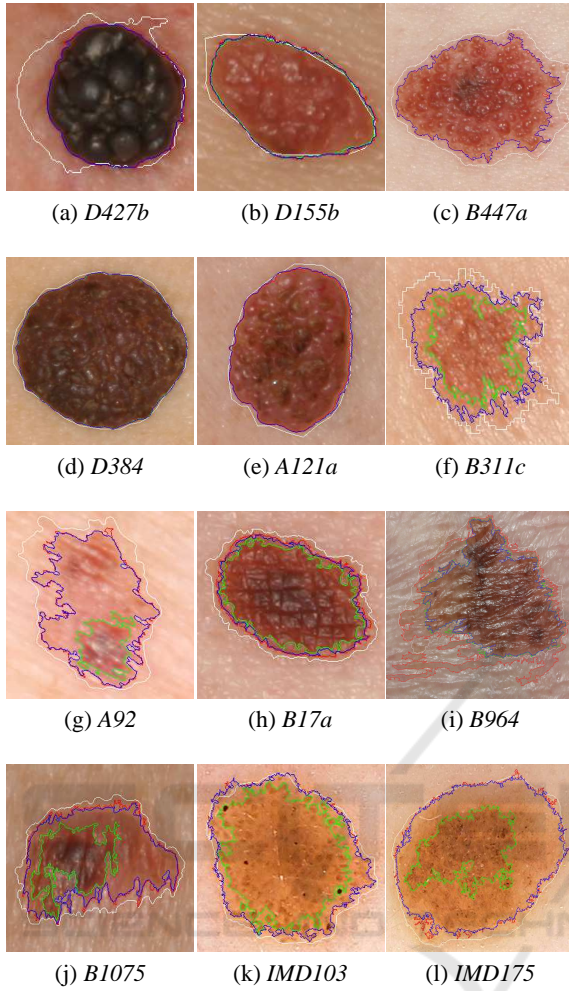 (a) D427b (b) D155b (c) B447a
(d) D384 (e) A121a (f) B311c
(g) A92 (h) B17a (i) B964
(j) B1075 (k) IMD103 (l) IMD175